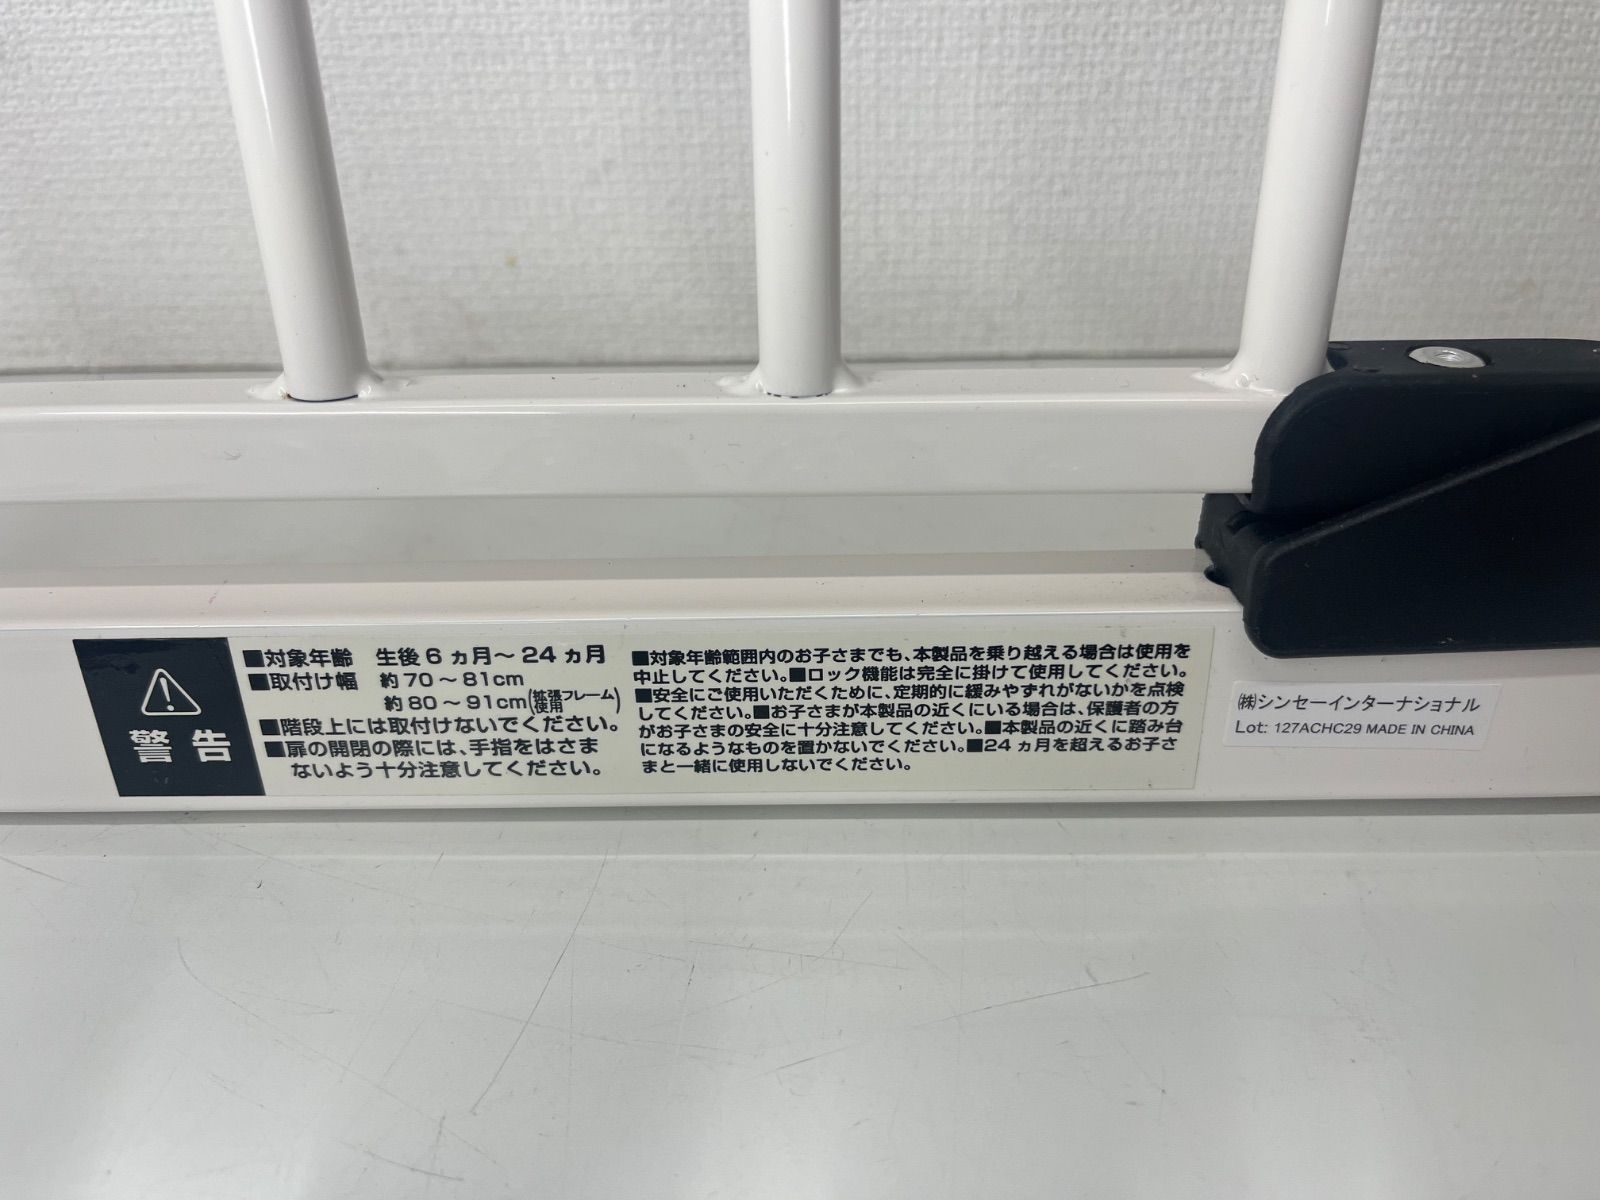 警告
■対象年齢 生後6ヵ月～24ヵ月
■取付け幅 約70～81cm
約80～91cm(拡張フレーム使用)
■階段上には取付けないでください。
■扉の開閉の際には、手指をはさま
ないよう十分注意してください。
■対象年齢範囲内のお子さまでも、本製品を乗り越える場合は使用を
中止してください。■ロック機能は完全に掛けて使用してください。
■安全にご使用いただくために、定期的に緩みやずれがないかを点検
してください。■お子さまが本製品の近くにいる場合は、保護者の方
がお子さまの安全に十分注意してください。■本製品の近くに踏み台
になるようなものを置かないでください。■24ヵ月を超えるお子さ
まと一緒に使用しないでください。
㈱シンセーインターナショナル
Lot: 127ACHC29 MADE IN CHINA